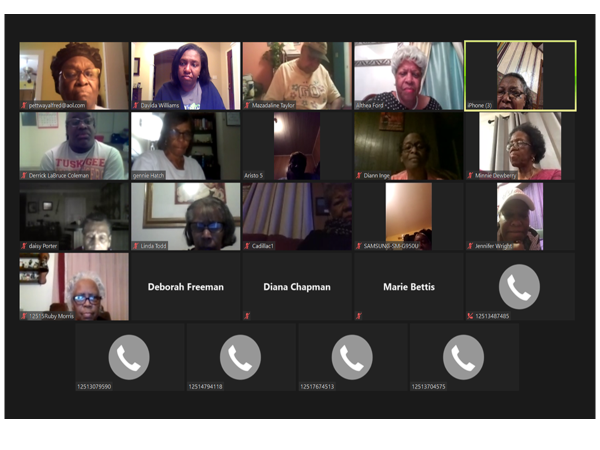 pettwayalfred@aol.com
Davida Williams
Mazadaline Taylor
Althea Ford
iPhone (3)
TUSKEGEE
Derrick LaBruce Coleman
gennie Hatch
Aristo 5
Diann Inge
Minnie Dewberry
daisy Porter
Linda Todd
Cadillac1
SAMSUNG-SM-G950U
Jennifer Wright
12515Ruby Morris
Deborah Freeman
Diana Chapman
Marie Bettis
12513487485
12513079590
12514794118
12517674513
12513704575